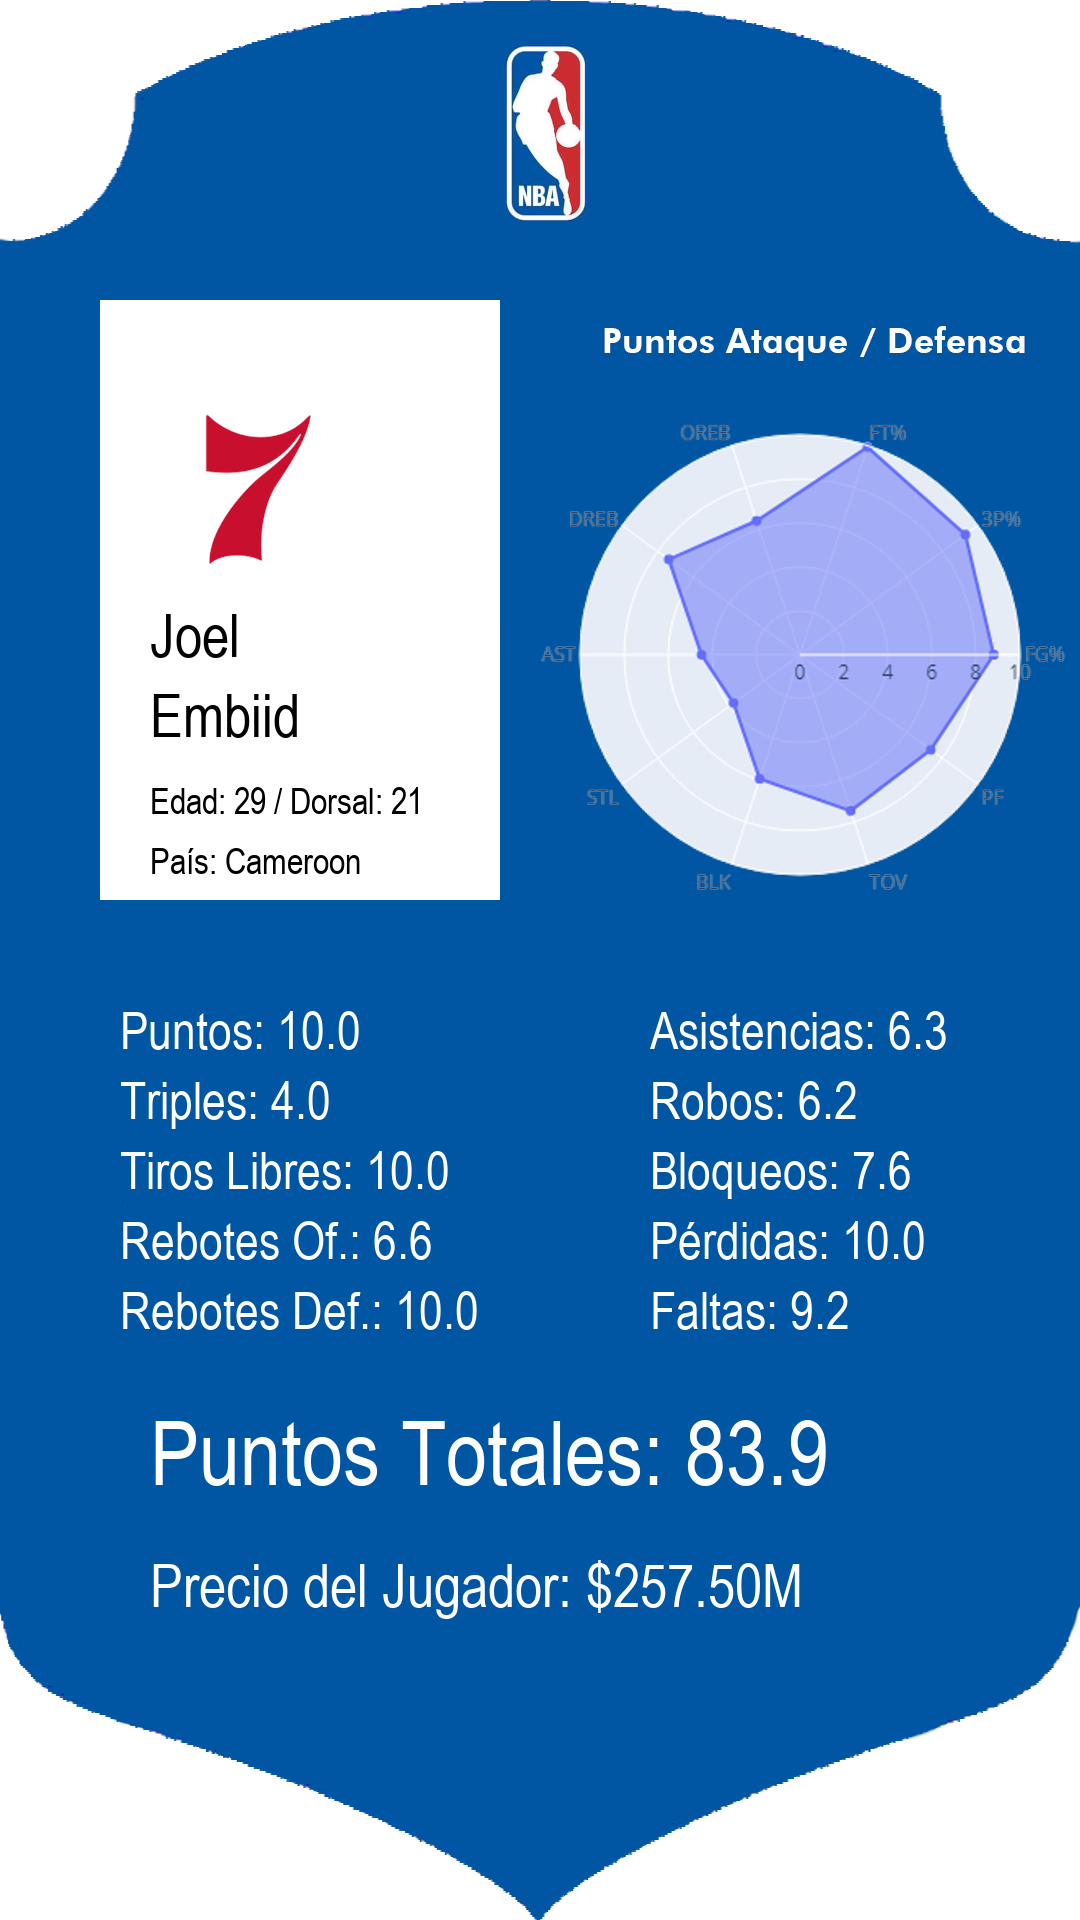 NBA
Puntos Ataque / Defensa
7
OREB
FT%
DREB
3P%
AST
FG%
0 2 4 6 8 10
STL
PF
BLK
TOV
Joel
Embiid
Edad: 29 / Dorsal: 21
País: Cameroon
Puntos: 10.0
Triples: 4.0
Tiros Libres: 10.0
Rebotes Of.: 6.6
Rebotes Def.: 10.0
Asistencias: 6.3
Robos: 6.2
Bloqueos: 7.6
Pérdidas: 10.0
Faltas: 9.2
Puntos Totales: 83.9
Precio del Jugador: $257.50M